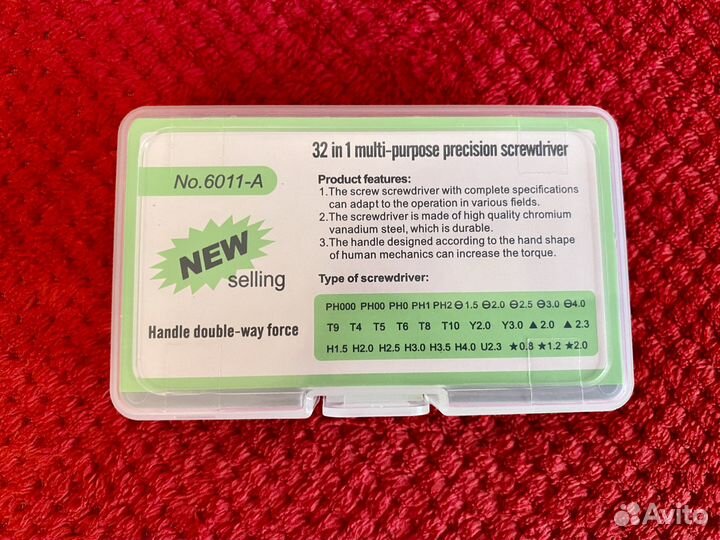 32 in 1 multi-purpose precision screwdriver
No.6011-A
Product features:
1.The screw screwdriver with complete specifications
can adapt to the operation in various fields.
2.The screwdriver is made of high quality chromium
vanadium steel, which is durable.
3.The handle designed according to the hand shape
of human mechanics can increase the torque.
NEW
selling
Type of screwdriver:
Handle double-way force
PH000 PH00 PH0 PH1 PH2 ⊖1.5 ⊖2.0 ⊖2.5 ⊖3.0 ⊖4.0
T9 T4 T5 T6 T8 T10 Y2.0 Y3.0 ▲2.0 ▲2.3
H1.5 H2.0 H2.5 H3.0 H3.5 H4.0 U2.3 ★0.8 ★1.2 ★2.0
Avito